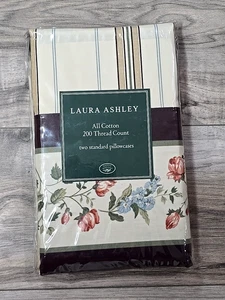 LAURA ASHLEY
All Cotton
200 Thread Count
two standard pillowcases